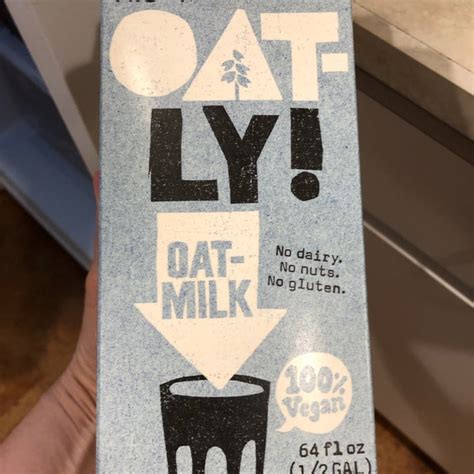 OAT-
LY!
OAT-
MILK
No dairy.
No nuts.
No gluten.
100%
Vegan
64 fl oz
(1/2 GAL)